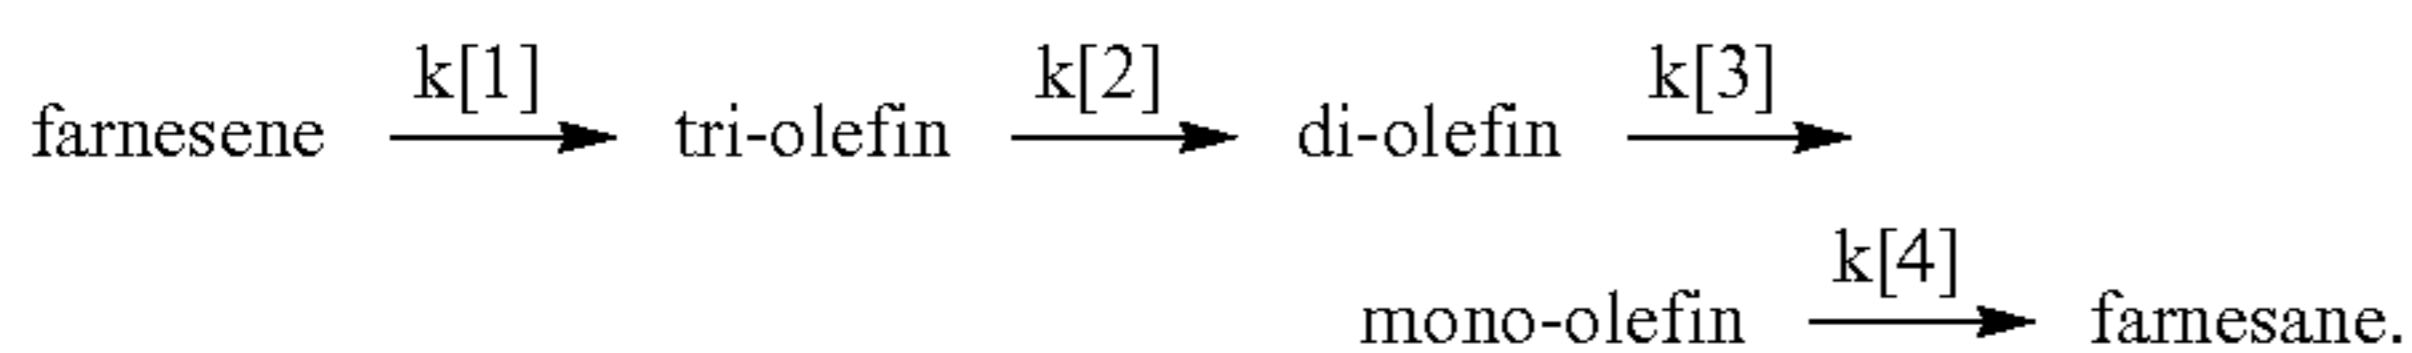 k[1] k[2] k[3]
farnesene tri-olefin di-olefin
k[4]
mono-olefin farnesane.